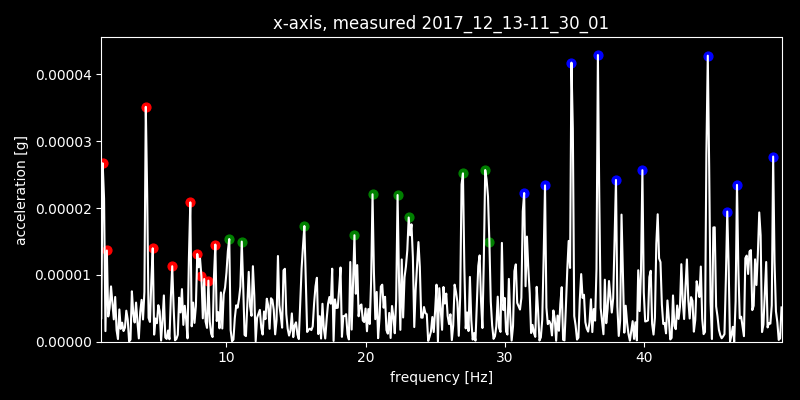 x-axis, measured 2017_12_13-11_30_01
0.00004
0.00003
0.00002
0.00001
0.00000
acceleration [g]
10 20 30 40
frequency [Hz]